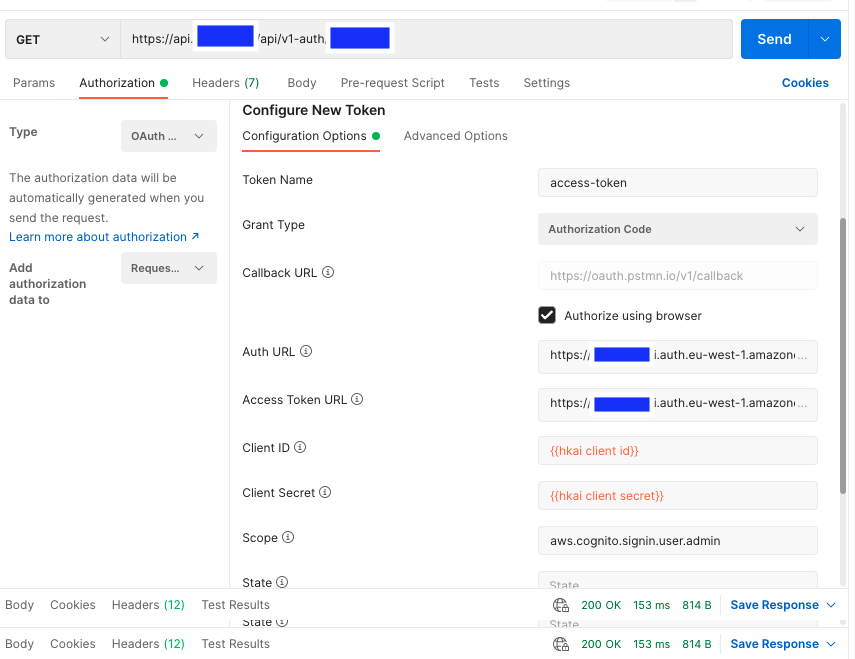 GET
https://api. /api/v1-auth/
Send
Params Authorization Headers (7) Body Pre-request Script Tests Settings Cookies
Configure New Token
Type OAuth ...
Configuration Options Advanced Options
The authorization data will be
automatically generated when you
send the request.
Learn more about authorization ↗
Add
authorization
data to
Reques...
Token Name access-token
Grant Type Authorization Code
Callback URL https://oauth.pstmn.io/v1/callback
Authorize using browser
Auth URL https:// i.auth.eu-west-1.amazon...
Access Token URL https:// i.auth.eu-west-1.amazon...
Client ID {{hkai client id}}
Client Secret {{hkai client secret}}
Scope aws.cognito.signin.user.admin
State State
Body Cookies Headers (12) Test Results 200 OK 153 ms 814 B Save Response
State State
Body Cookies Headers (12) Test Results 200 OK 153 ms 814 B Save Response